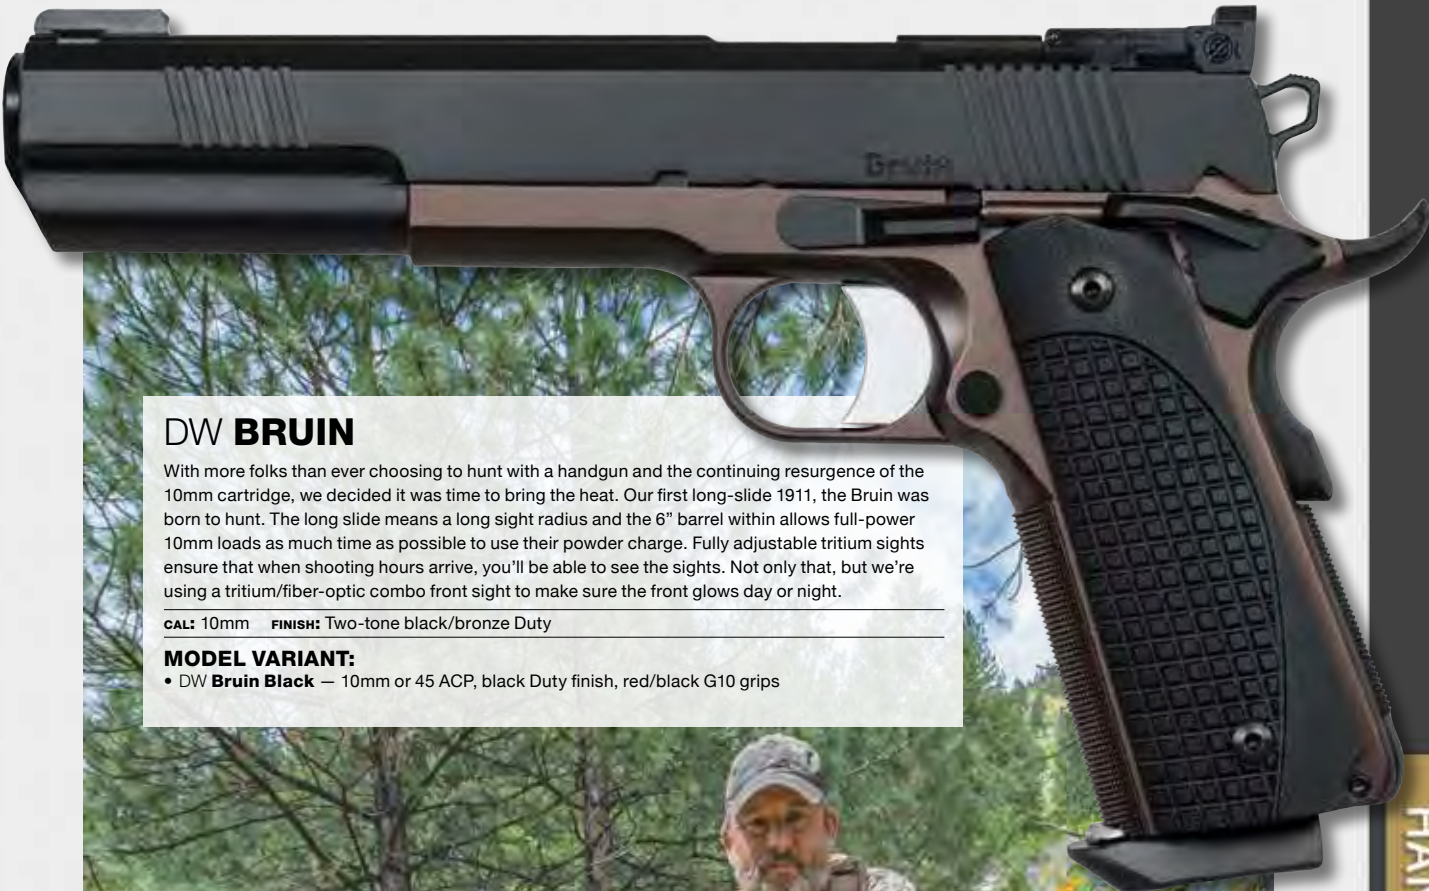 Bruin
DW BRUIN
With more folks than ever choosing to hunt with a handgun and the continuing resurgence of the
10mm cartridge, we decided it was time to bring the heat. Our first long-slide 1911, the Bruin was
born to hunt. The long slide means a long sight radius and the 6” barrel within allows full-power
10mm loads as much time as possible to use their powder charge. Fully adjustable tritium sights
ensure that when shooting hours arrive, you’ll be able to see the sights. Not only that, but we’re
using a tritium/fiber-optic combo front sight to make sure the front glows day or night.
CAL: 10mm FINISH: Two-tone black/bronze Duty
MODEL VARIANT:
• DW Bruin Black — 10mm or 45 ACP, black Duty finish, red/black G10 grips